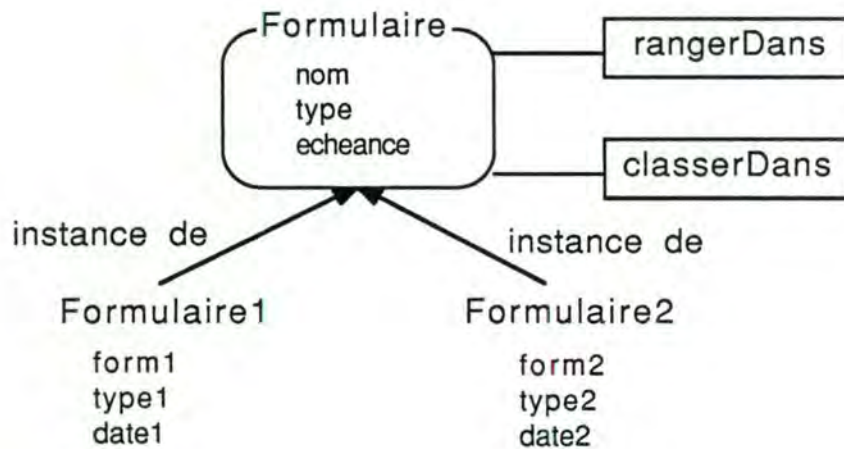 Formulaire
nom
type
echeance
rangerDans
classerDans
instance de
instance de
Formulaire1
form1
type1
date1
Formulaire2
form2
type2
date2